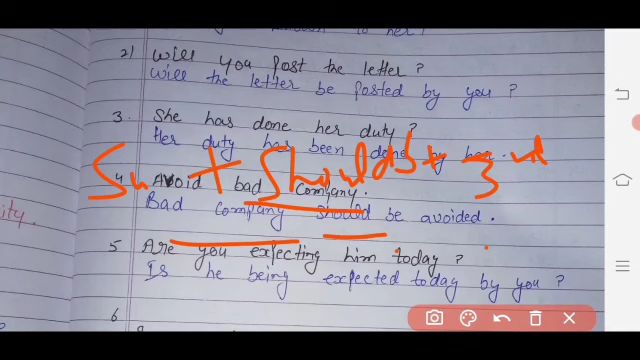 to her.
2) Will you post the letter?
Will the letter be posted by you?
3. She has done her duty?
Her duty has been done by her.
Su + should + 3rd
4. Avoid bad company.
Bad company should be avoided.
ity.
5 Are you expecting him today?
Is he being expected today by you?
6